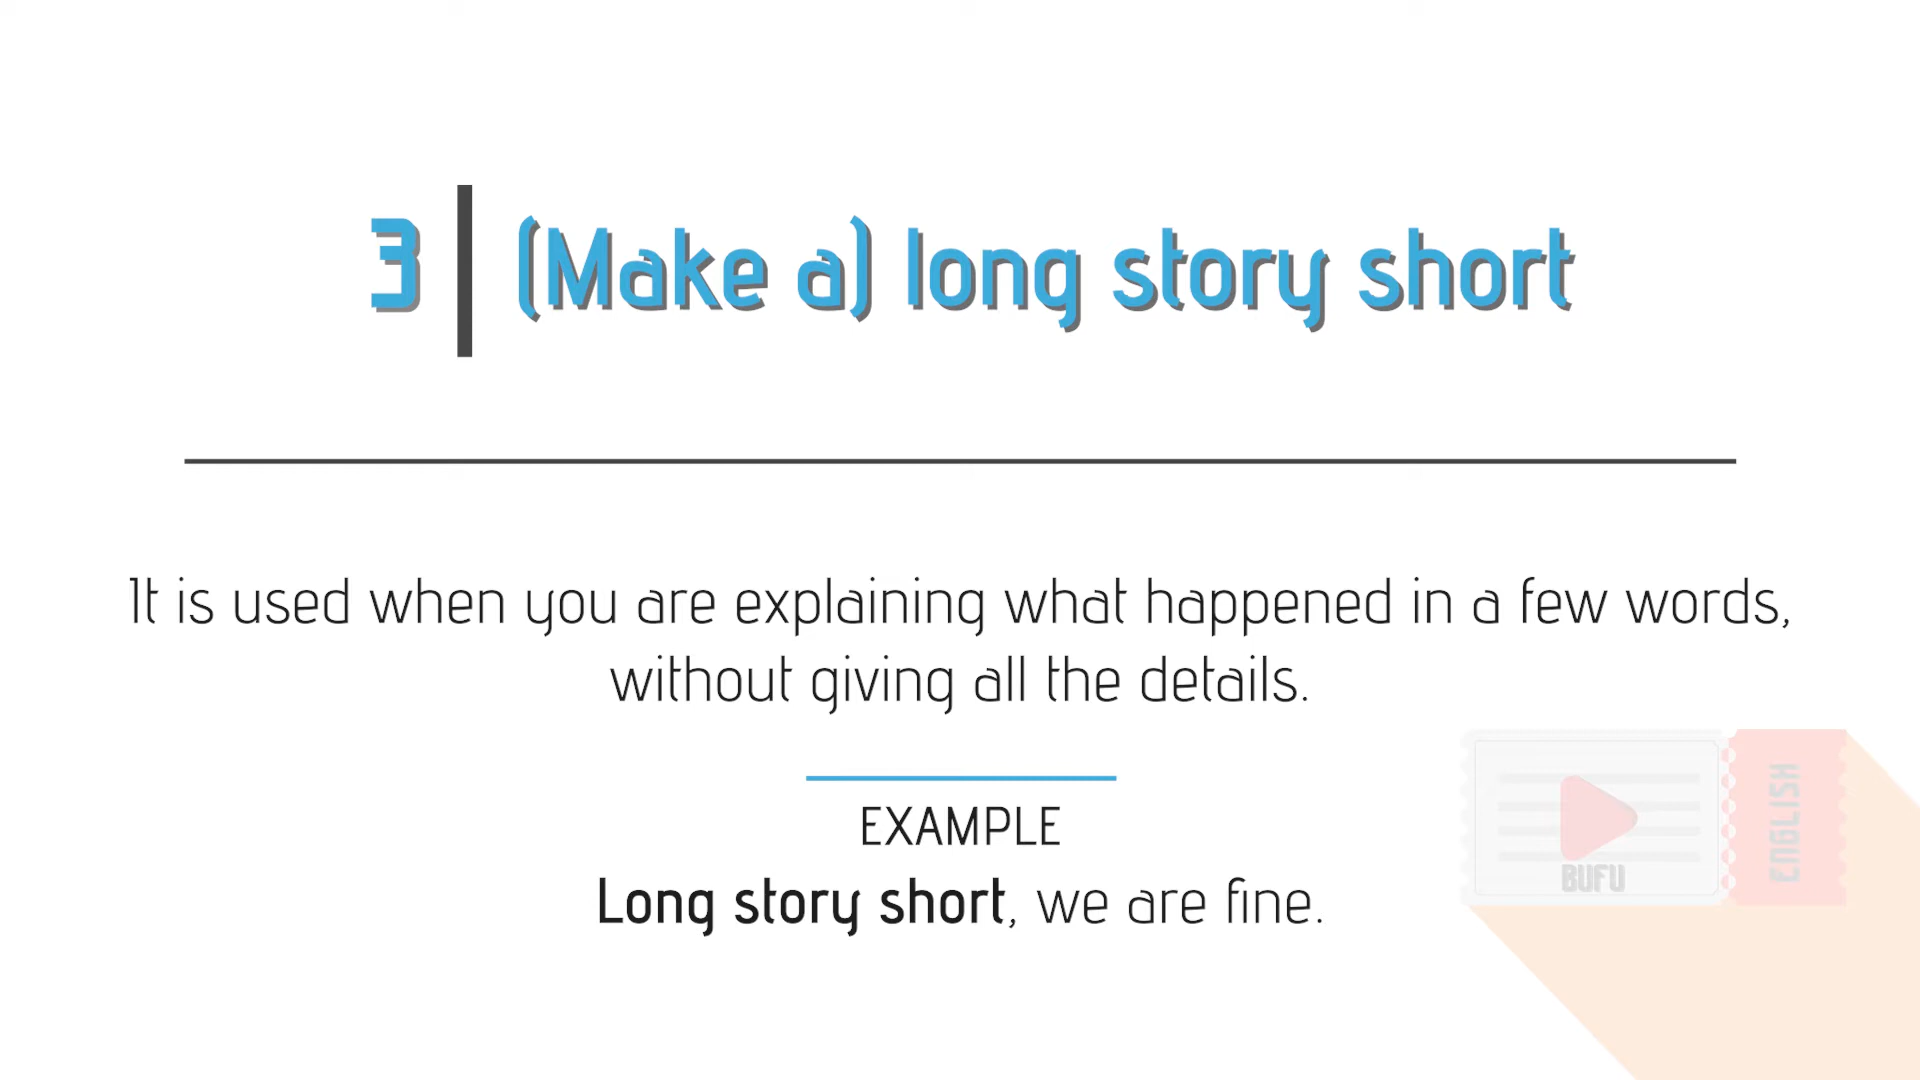 3 (Make a) long story short
It is used when you are explaining what happened in a few words,
without giving all the details.
EXAMPLE
Long story short, we are fine.
BUFU
ENGLISH